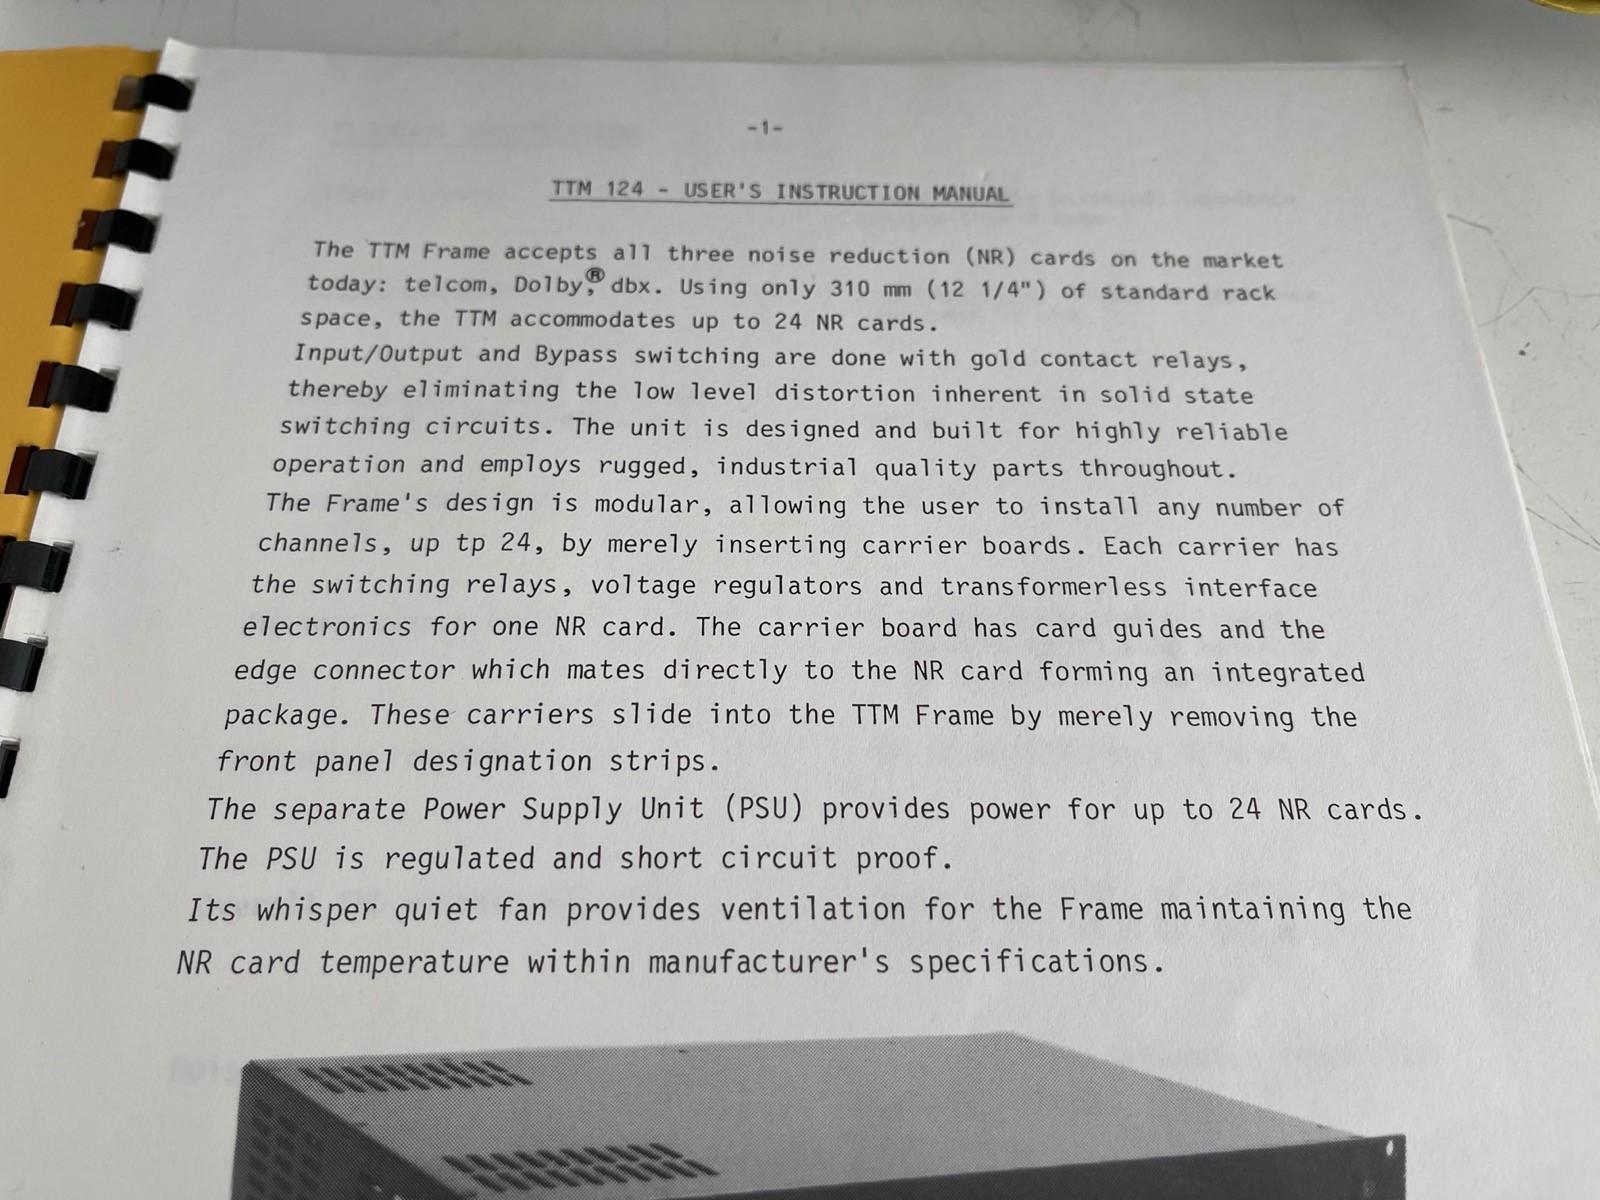 -1-
TTM 124 - USER'S INSTRUCTION MANUAL
The TTM Frame accepts all three noise reduction (NR) cards on the market
today: telcom, Dolby,® dbx. Using only 310 mm (12 1/4") of standard rack
space, the TTM accommodates up to 24 NR cards.
Input/Output and Bypass switching are done with gold contact relays,
thereby eliminating the low level distortion inherent in solid state
switching circuits. The unit is designed and built for highly reliable
operation and employs rugged, industrial quality parts throughout.
The Frame's design is modular, allowing the user to install any number of
channels, up tp 24, by merely inserting carrier boards. Each carrier has
the switching relays, voltage regulators and transformerless interface
electronics for one NR card. The carrier board has card guides and the
edge connector which mates directly to the NR card forming an integrated
package. These carriers slide into the TTM Frame by merely removing the
front panel designation strips.
The separate Power Supply Unit (PSU) provides power for up to 24 NR cards.
The PSU is regulated and short circuit proof.
Its whisper quiet fan provides ventilation for the Frame maintaining the
NR card temperature within manufacturer's specifications.